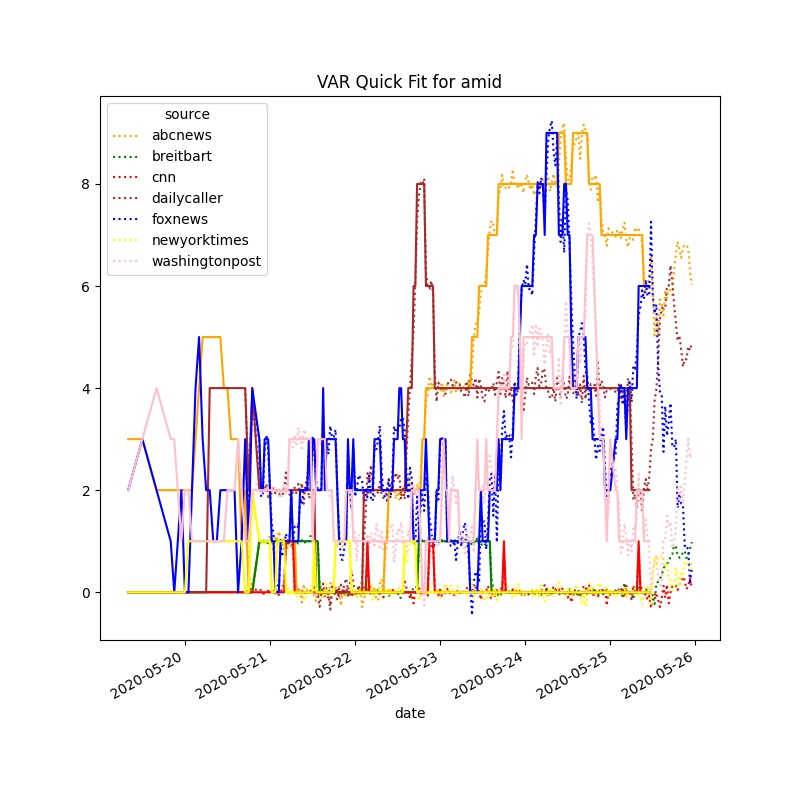 VAR Quick Fit for amid
source
abcnews
breitbart
cnn
dailycaller
foxnews
newyorktimes
washingtonpost
8
6
4
2
0
2020-05-20
2020-05-21
2020-05-22
2020-05-23
2020-05-24
2020-05-25
2020-05-26
date